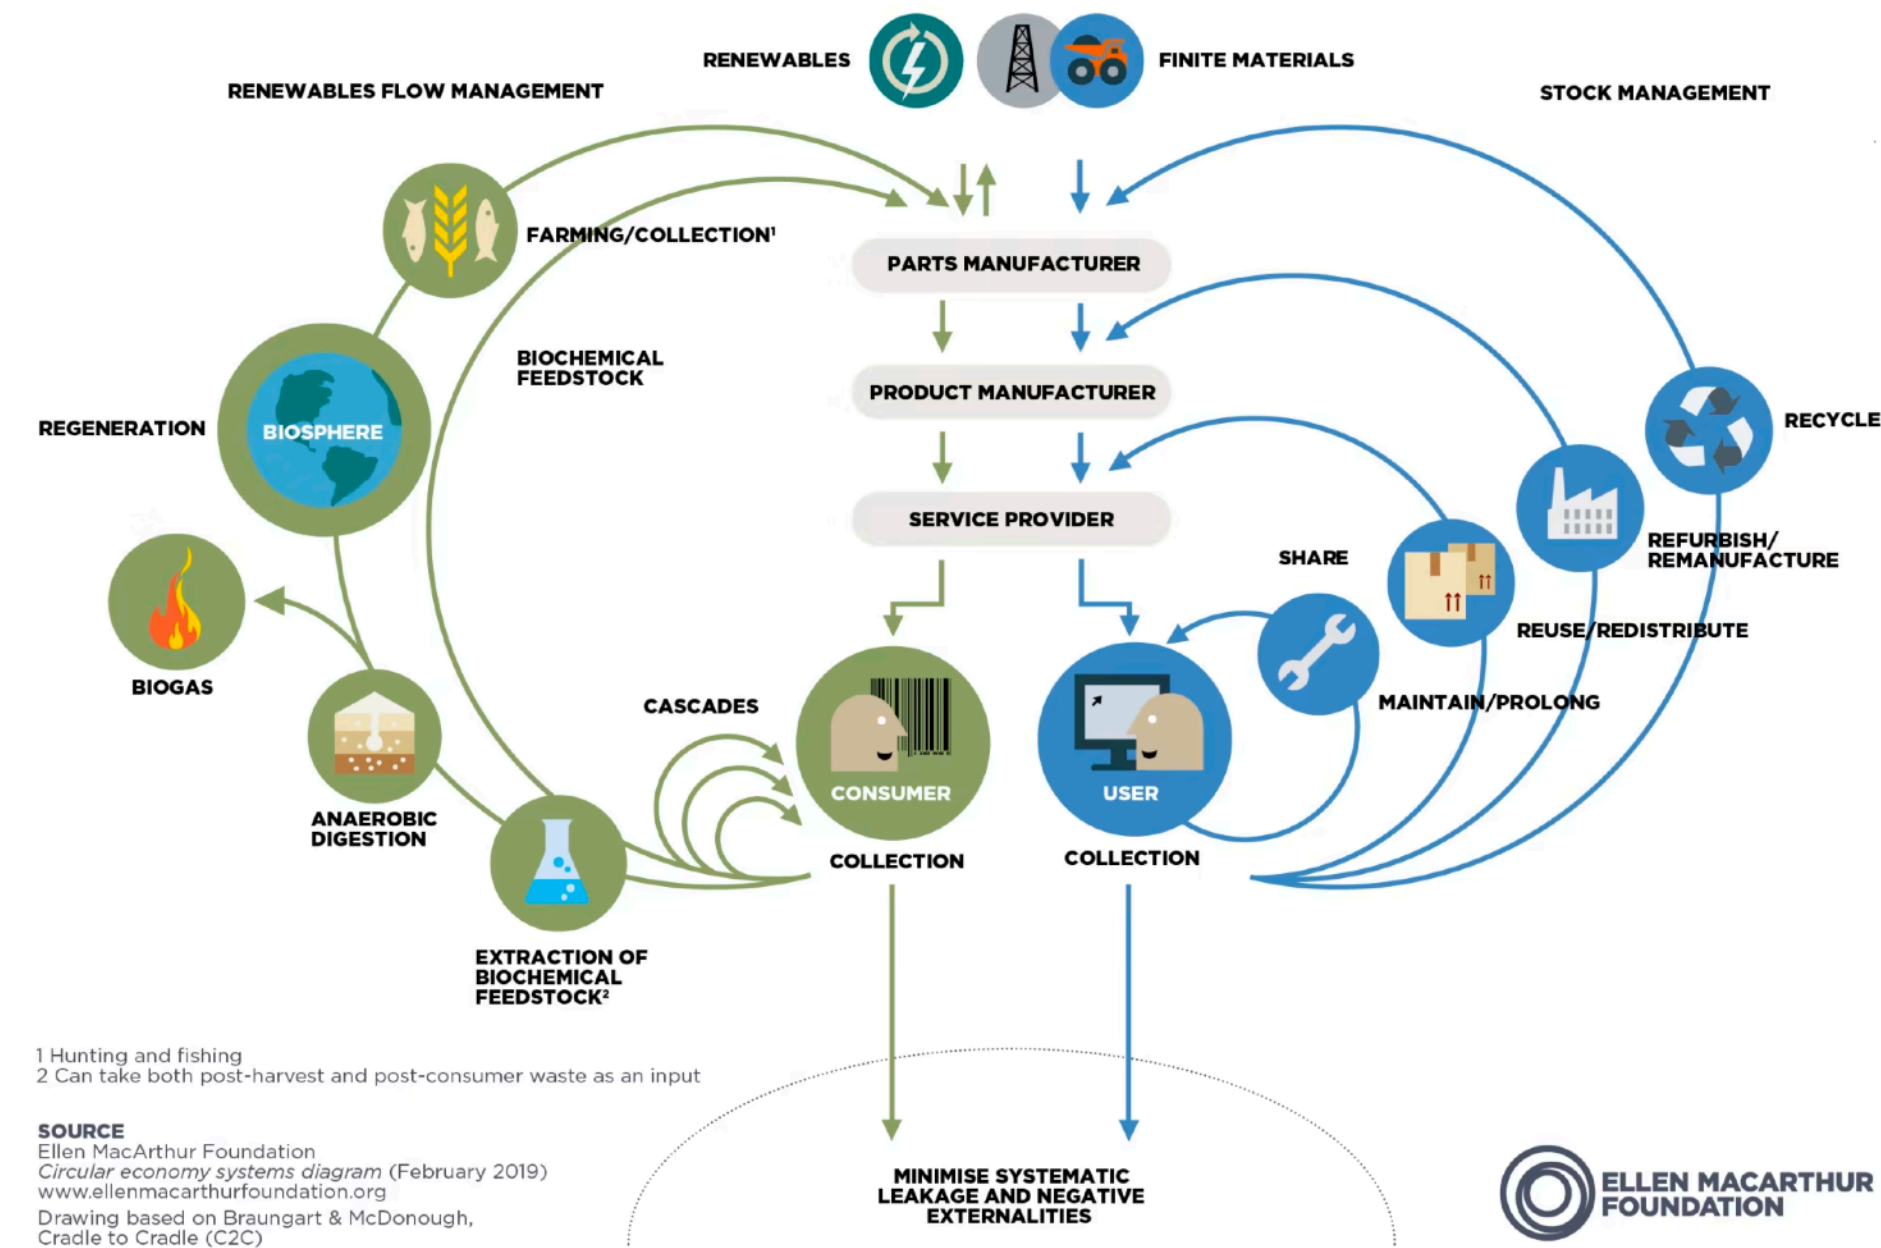 RENEWABLES
FINITE MATERIALS
RENEWABLES FLOW MANAGEMENT
STOCK MANAGEMENT
FARMING/COLLECTION¹
PARTS MANUFACTURER
BIOCHEMICAL
FEEDSTOCK
PRODUCT MANUFACTURER
REGENERATION
BIOSPHERE
RECYCLE
SERVICE PROVIDER
SHARE
REFURBISH/
REMANUFACTURE
REUSE/REDISTRIBUTE
BIOGAS
CASCADES
MAINTAIN/PROLONG
CONSUMER
USER
ANAEROBIC
DIGESTION
COLLECTION
COLLECTION
EXTRACTION OF
BIOCHEMICAL
FEEDSTOCK²
1 Hunting and fishing
2 Can take both post-harvest and post-consumer waste as an input
SOURCE
Ellen MacArthur Foundation
Circular economy systems diagram (February 2019)
www.ellenmacarthurfoundation.org
Drawing based on Braungart & McDonough,
Cradle to Cradle (C2C)
MINIMISE SYSTEMATIC
LEAKAGE AND NEGATIVE
EXTERNALITIES
ELLEN MACARTHUR
FOUNDATION